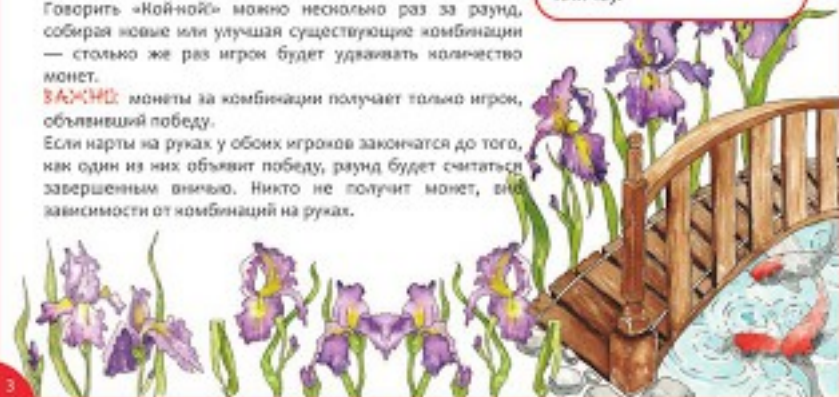 Говорить «Кой-кой!» можно несколько раз за раунд,
собирая новые или улучшая существующие комбинации
— столько же раз игрок будет удваивать количество
монет.
ВАЖНО: монеты за комбинации получает только игрок,
объявивший победу.
Если карты на руках у обоих игроков закончатся до того,
как один из них объявит победу, раунд будет считаться
завершенным вничью. Никто не получит монет, вне
зависимости от комбинаций на руках.
3